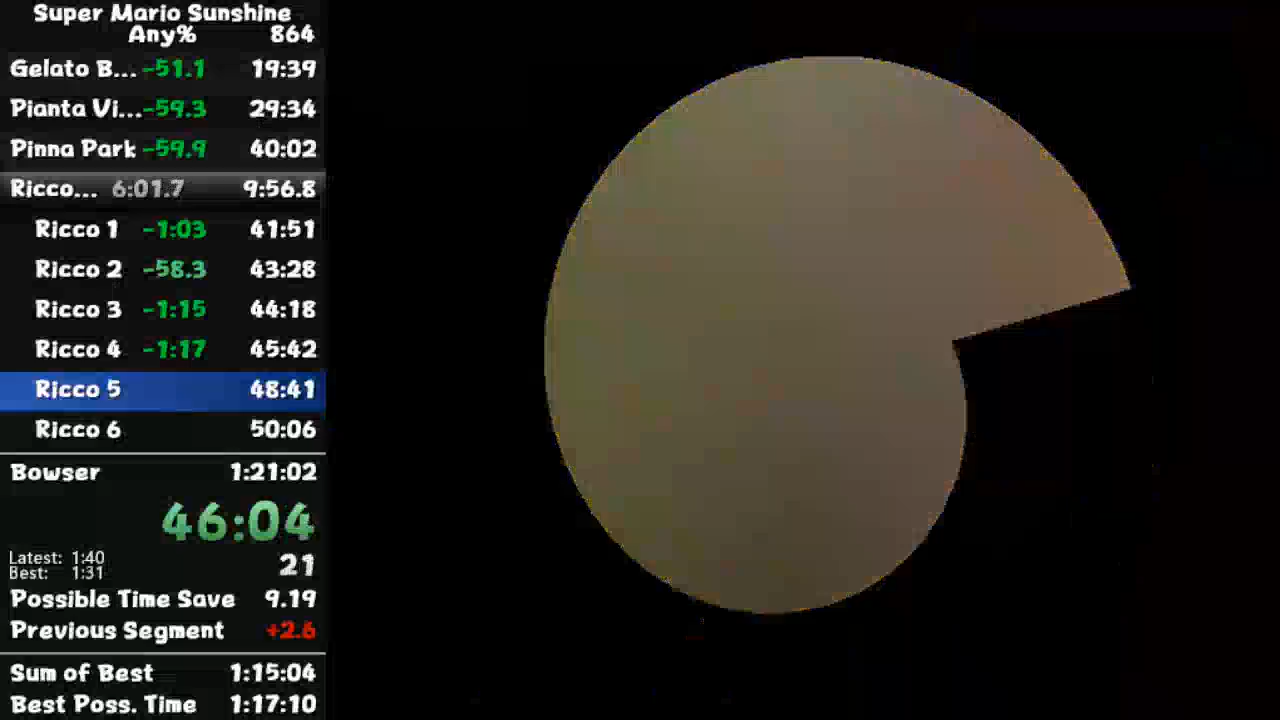 Super Mario Sunshine
Any% 864
Gelato B... -51.1 19:39
Pianta Vi... -59.3 29:34
Pinna Park -59.9 40:02
Ricco... 6:01.7 9:56.8
Ricco 1 -1:03 41:51
Ricco 2 -58.3 43:28
Ricco 3 -1:15 44:18
Ricco 4 -1:17 45:42
Ricco 5 48:41
Ricco 6 50:06
Bowser 1:21:02
46:04
Latest: 1:40
Best: 1:31
21
Possible Time Save 9.19
Previous Segment +2.6
Sum of Best 1:15:04
Best Poss. Time 1:17:10